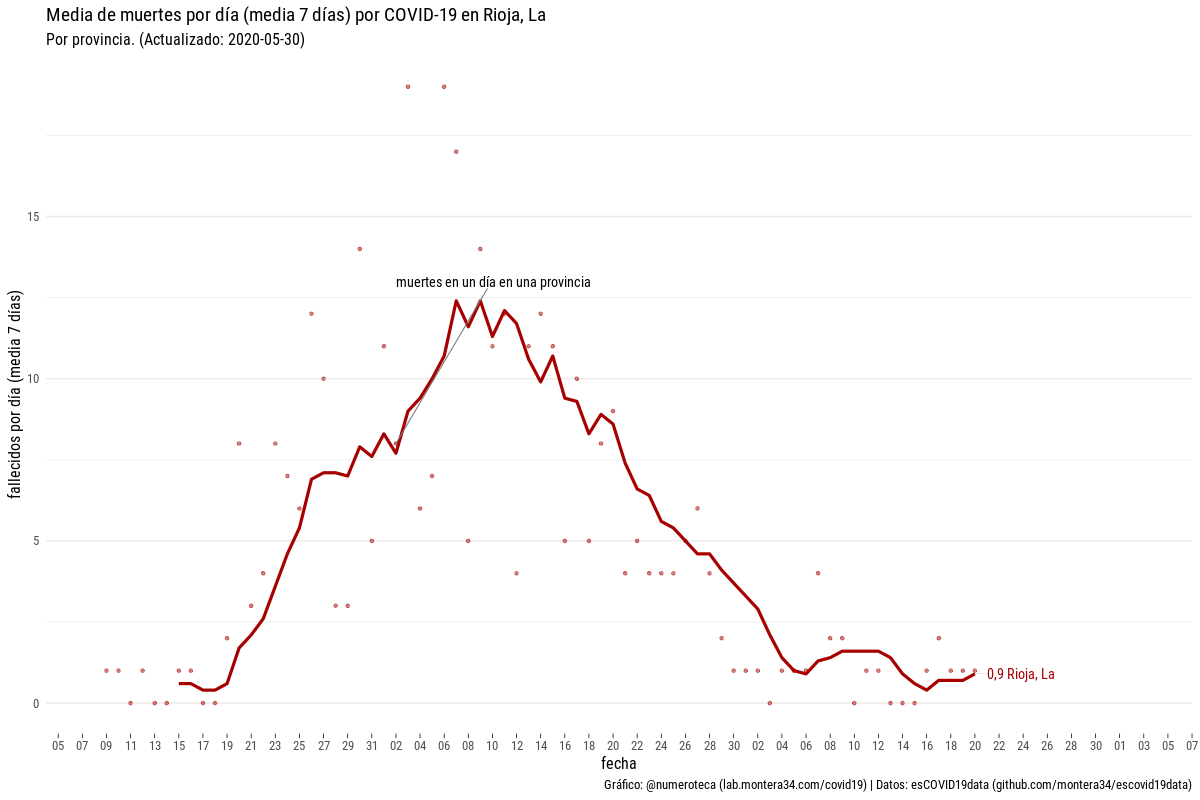 Media de muertes por día (media 7 días) por COVID-19 en Rioja, La
Por provincia. (Actualizado: 2020-05-30)
fallecidos por día (media 7 días)
15
10
5
0
muertes en un día en una provincia
0,9 Rioja, La
05 07 09 11 13 15 17 19 21 23 25 27 29 31 02 04 06 08 10 12 14 16 18 20 22 24 26 28 30 02 04 06 08 10 12 14 16 18 20 22 24 26 28 30 01 03 05 07
fecha
Gráfico: @numeroteca (lab.montera34.com/covid19) | Datos: esCOVID19data (github.com/montera34/escovid19data)